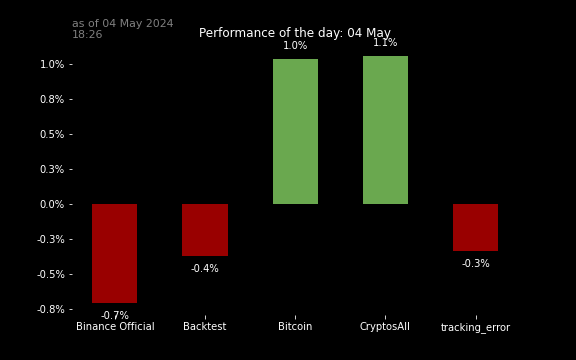 as of 04 May 2024
18:26
Performance of the day: 04 May
1.0%
1.1%
1.0%
0.8%
0.5%
0.3%
0.0%
-0.3%
-0.5%
-0.8%
-0.4%
-0.3%
-0.7%
Binance Official
Backtest
Bitcoin
CryptosAll
tracking_error